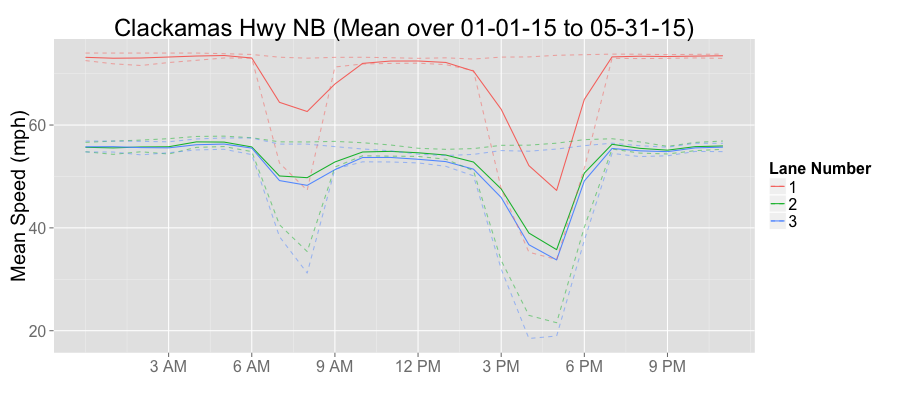 Clackamas Hwy NB (Mean over 01-01-15 to 05-31-15)
Mean Speed (mph)
60
40
20
3 AM
6 AM
9 AM
12 PM
3 PM
6 PM
9 PM
Lane Number
1
2
3